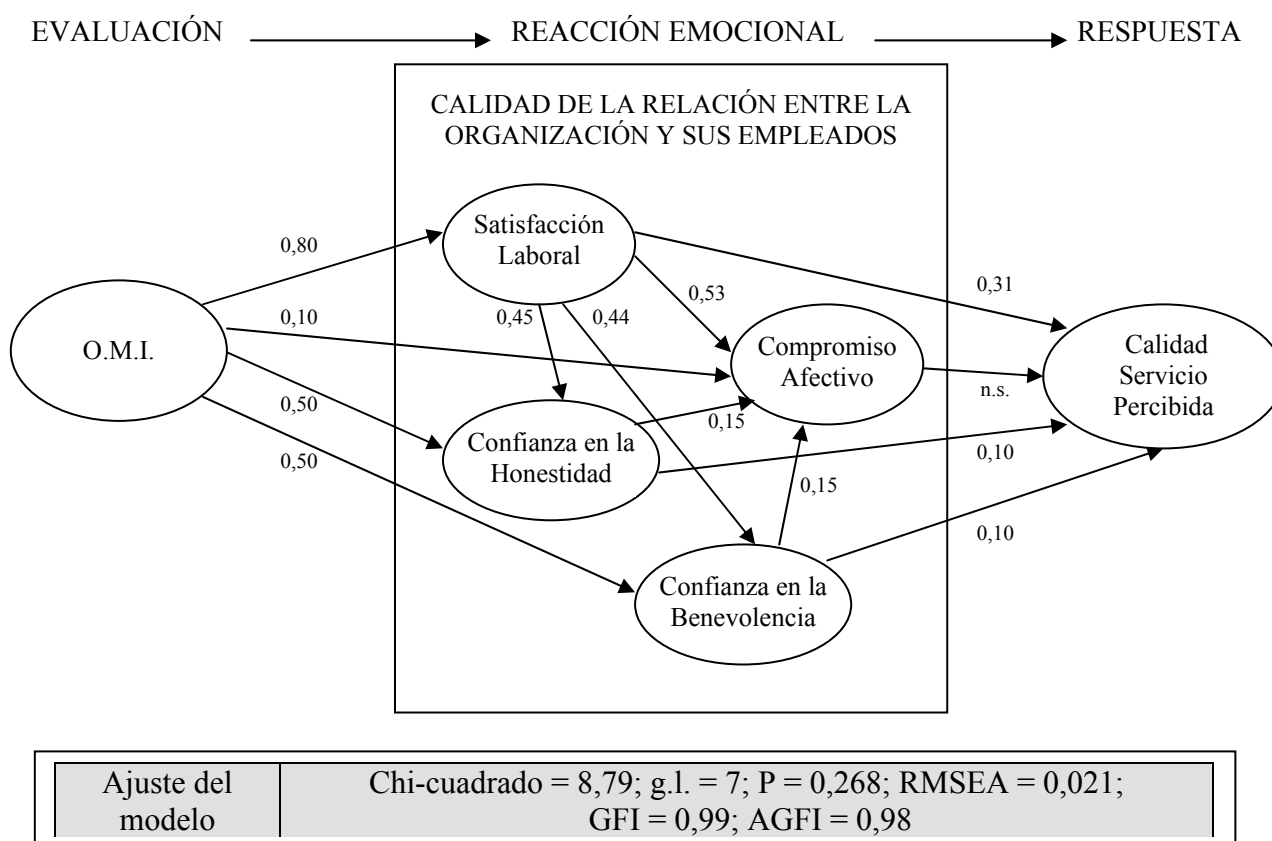 EVALUACIÓN
REACCIÓN EMOCIONAL
RESPUESTA
CALIDAD DE LA RELACIÓN ENTRE LA
ORGANIZACIÓN Y SUS EMPLEADOS
Satisfacción
Laboral
0,80
0,31
0,53
0,10
0,45
0,44
O.M.I.
Compromiso
Afectivo
Calidad
Servicio
Percibida
n.s.
0,50
0,15
Confianza en la
Honestidad
0,10
0,50
0,15
0,10
Confianza en la
Benevolencia
Ajuste del
modelo
Chi-cuadrado = 8,79; g.l. = 7; P = 0,268; RMSEA = 0,021;
GFI = 0,99; AGFI = 0,98